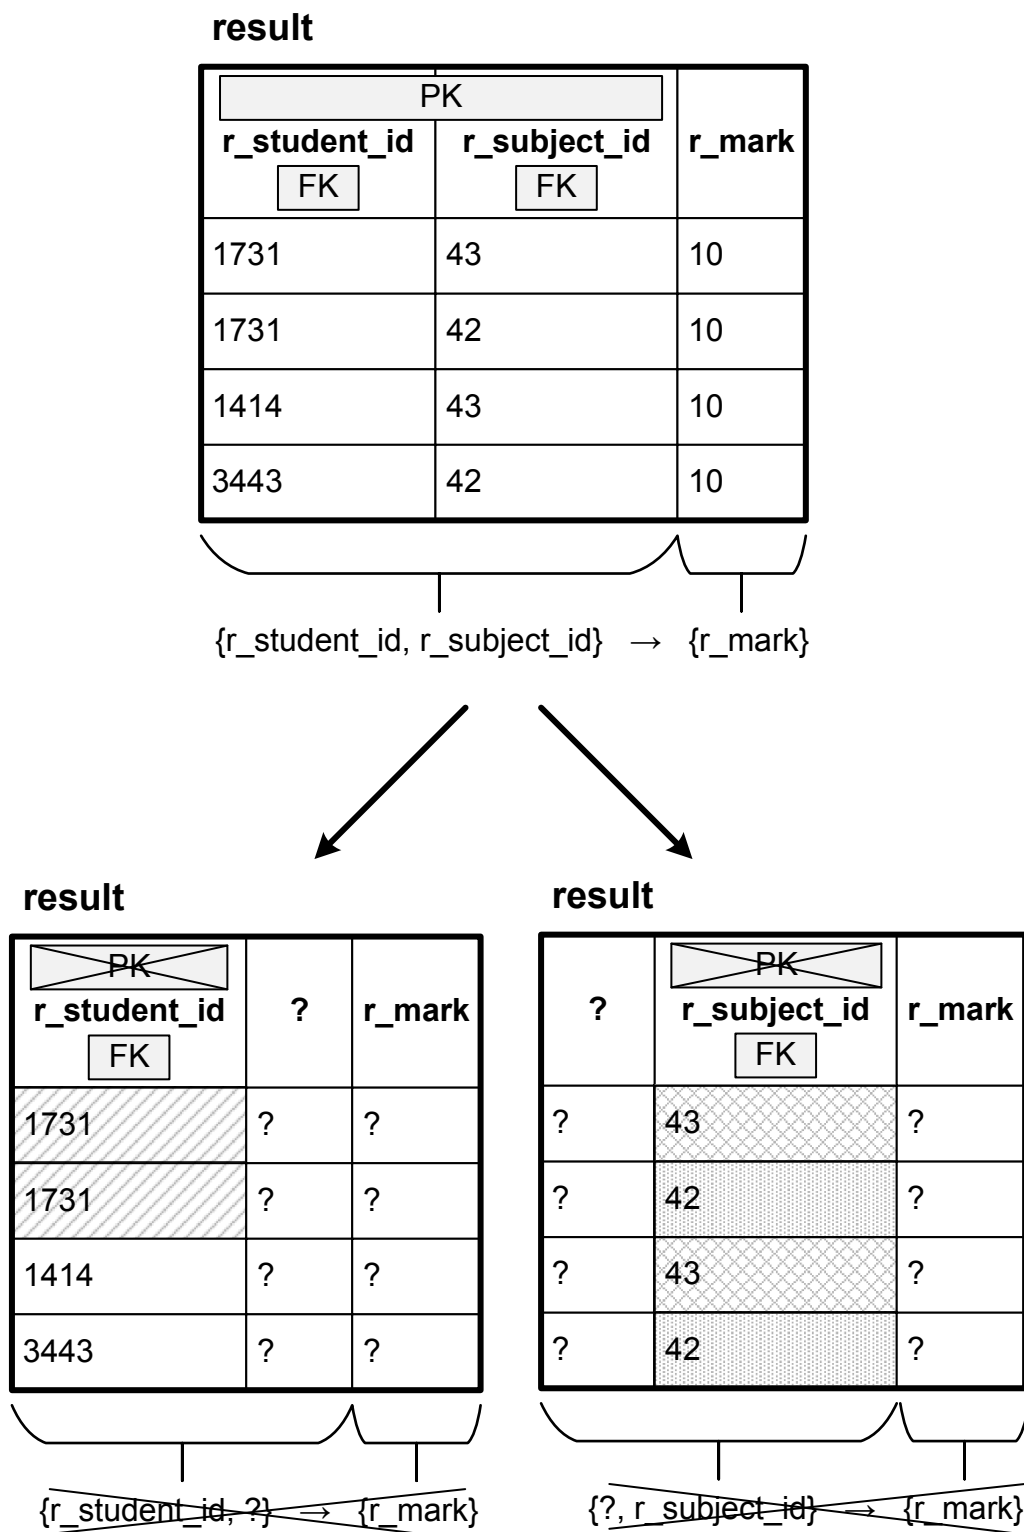 result
PK
r_student_id r_subject_id r_mark
FK FK
1731 43 10
1731 42 10
1414 43 10
3443 42 10
{r_student_id, r_subject_id} → {r_mark}
result
PK
r_student_id ? r_mark
FK
1731 ? ?
1731 ? ?
1414 ? ?
3443 ? ?
{r_student_id, ?} → {r_mark}
result
PK
? r_subject_id r_mark
FK
? 43 ?
? 42 ?
? 43 ?
? 42 ?
{?, r_subject_id} → {r_mark}